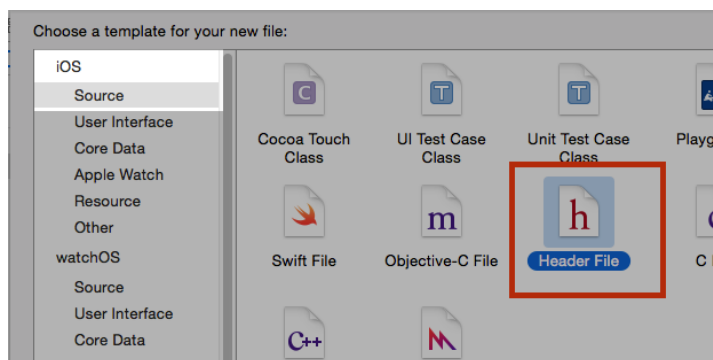 Choose a template for your new file:
iOS
Source
User Interface
Core Data
Apple Watch
Resource
Other
watchOS
Source
User Interface
Core Data
C
T
T
Cocoa Touch
Class
UI Test Case
Class
Unit Test Case
Class
m
h
Swift File
Objective-C File
Header File
C
C++